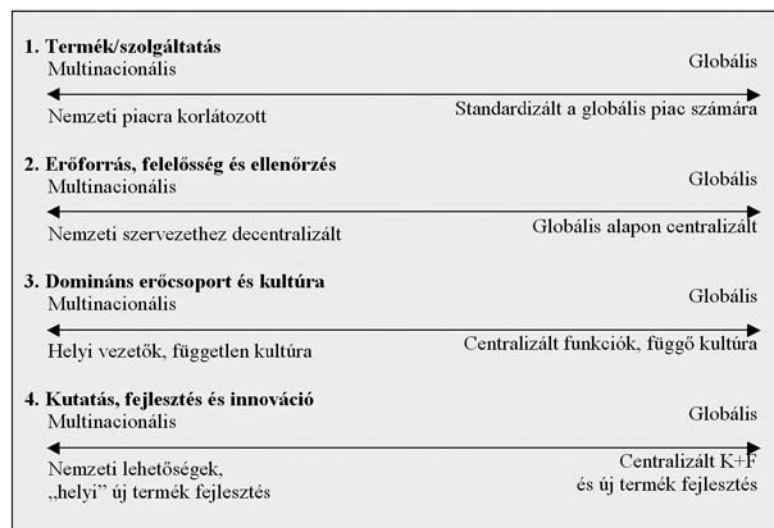 1. Termék/szolgáltatás
Multinacionális
Globális
Nemzeti piacra korlátozott
Standardizált a globális piac számára
2. Erőforrás, felelősség és ellenőrzés
Multinacionális
Globális
Nemzeti szervezethez decentralizált
Globális alapon centralizált
3. Domináns erőcsoport és kultúra
Multinacionális
Globális
Helyi vezetők, független kultúra
Centralizált funkciók, függő kultúra
4. Kutatás, fejlesztés és innováció
Multinacionális
Globális
Nemzeti lehetőségek,
„helyi” új termék fejlesztés
Centralizált K+F
és új termék fejlesztés